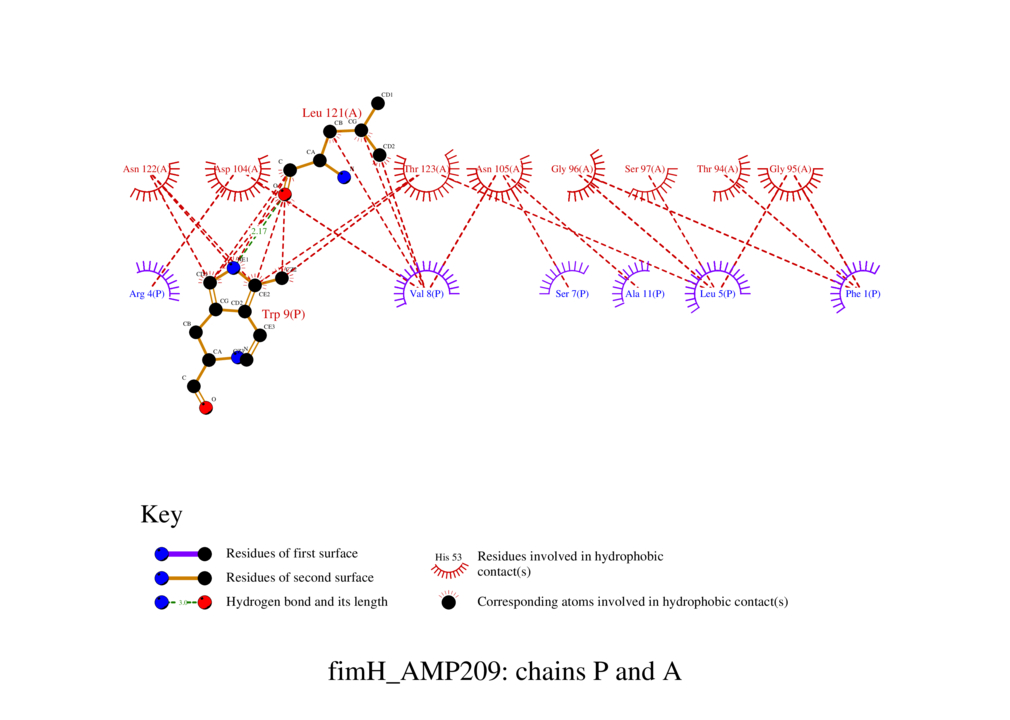 CD1
Leu 121(A)
CB CG
CD2
CA
C
Asn 122(A) Asp 104(A) Thr 123(A) Asn 105(A) Gly 96(A) Ser 97(A) Thr 94(A) Gly 95(A)
O
2.17
NE1
CD1
CE2
Arg 4(P) Val 8(P) Ser 7(P) Ala 11(P) Leu 5(P) Phe 1(P)
CG CD2
Trp 9(P)
CB CE3
CA N
C
O
Key
Residues of first surface
Residues of second surface
3.0
Hydrogen bond and its length
His 53 Residues involved in hydrophobic
contact(s)
Corresponding atoms involved in hydrophobic contact(s)
fimH_AMP209: chains P and A